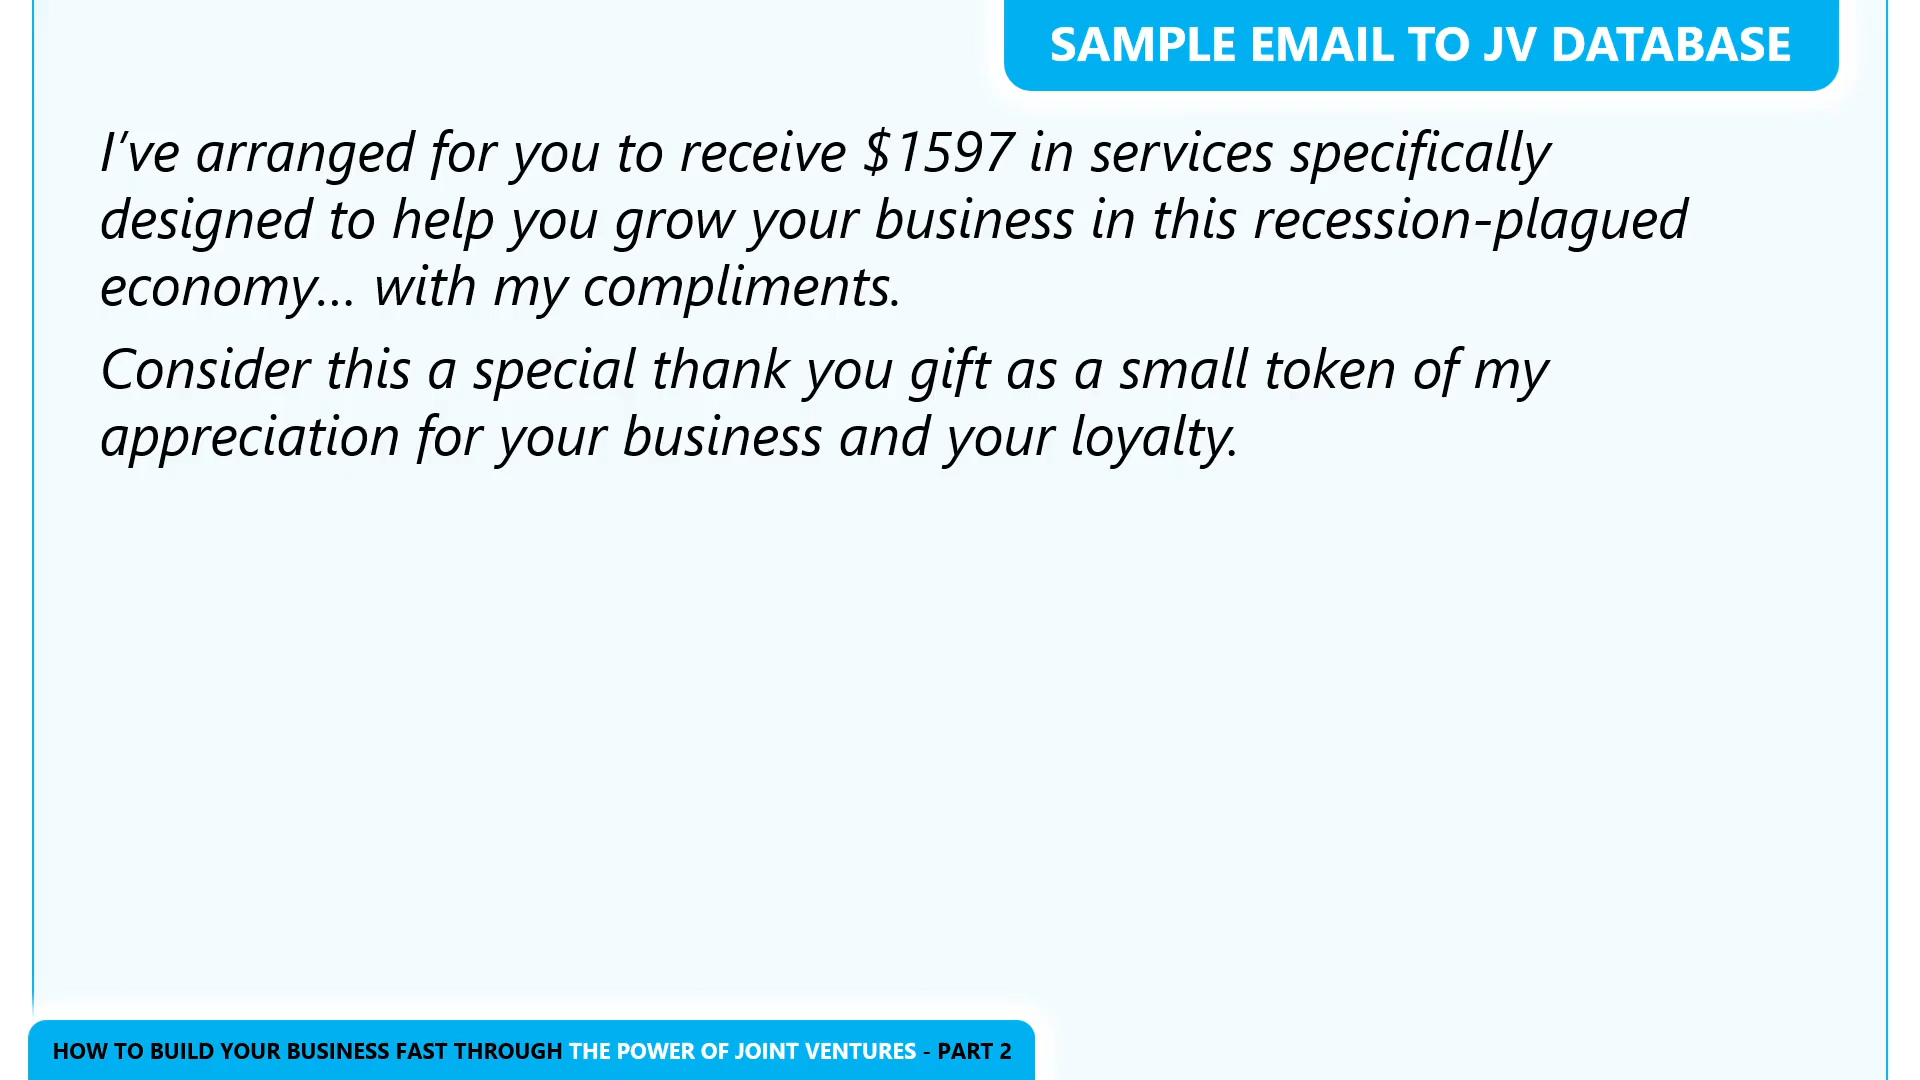 SAMPLE EMAIL TO JV DATABASE
I’ve arranged for you to receive $1597 in services specifically
designed to help you grow your business in this recession-plagued
economy… with my compliments.
Consider this a special thank you gift as a small token of my
appreciation for your business and your loyalty.
HOW TO BUILD YOUR BUSINESS FAST THROUGH THE POWER OF JOINT VENTURES - PART 2